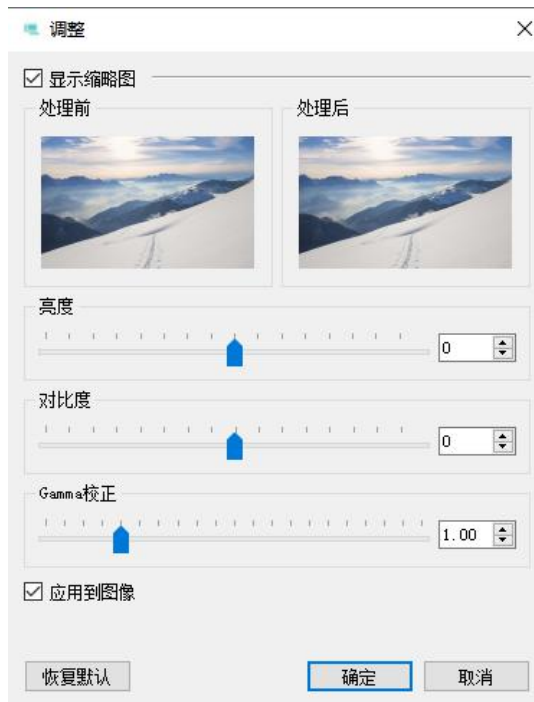 调整
显示缩略图
处理前
处理后
亮度
0
对比度
0
Gamma校正
1.00
应用到图像
恢复默认
确定
取消